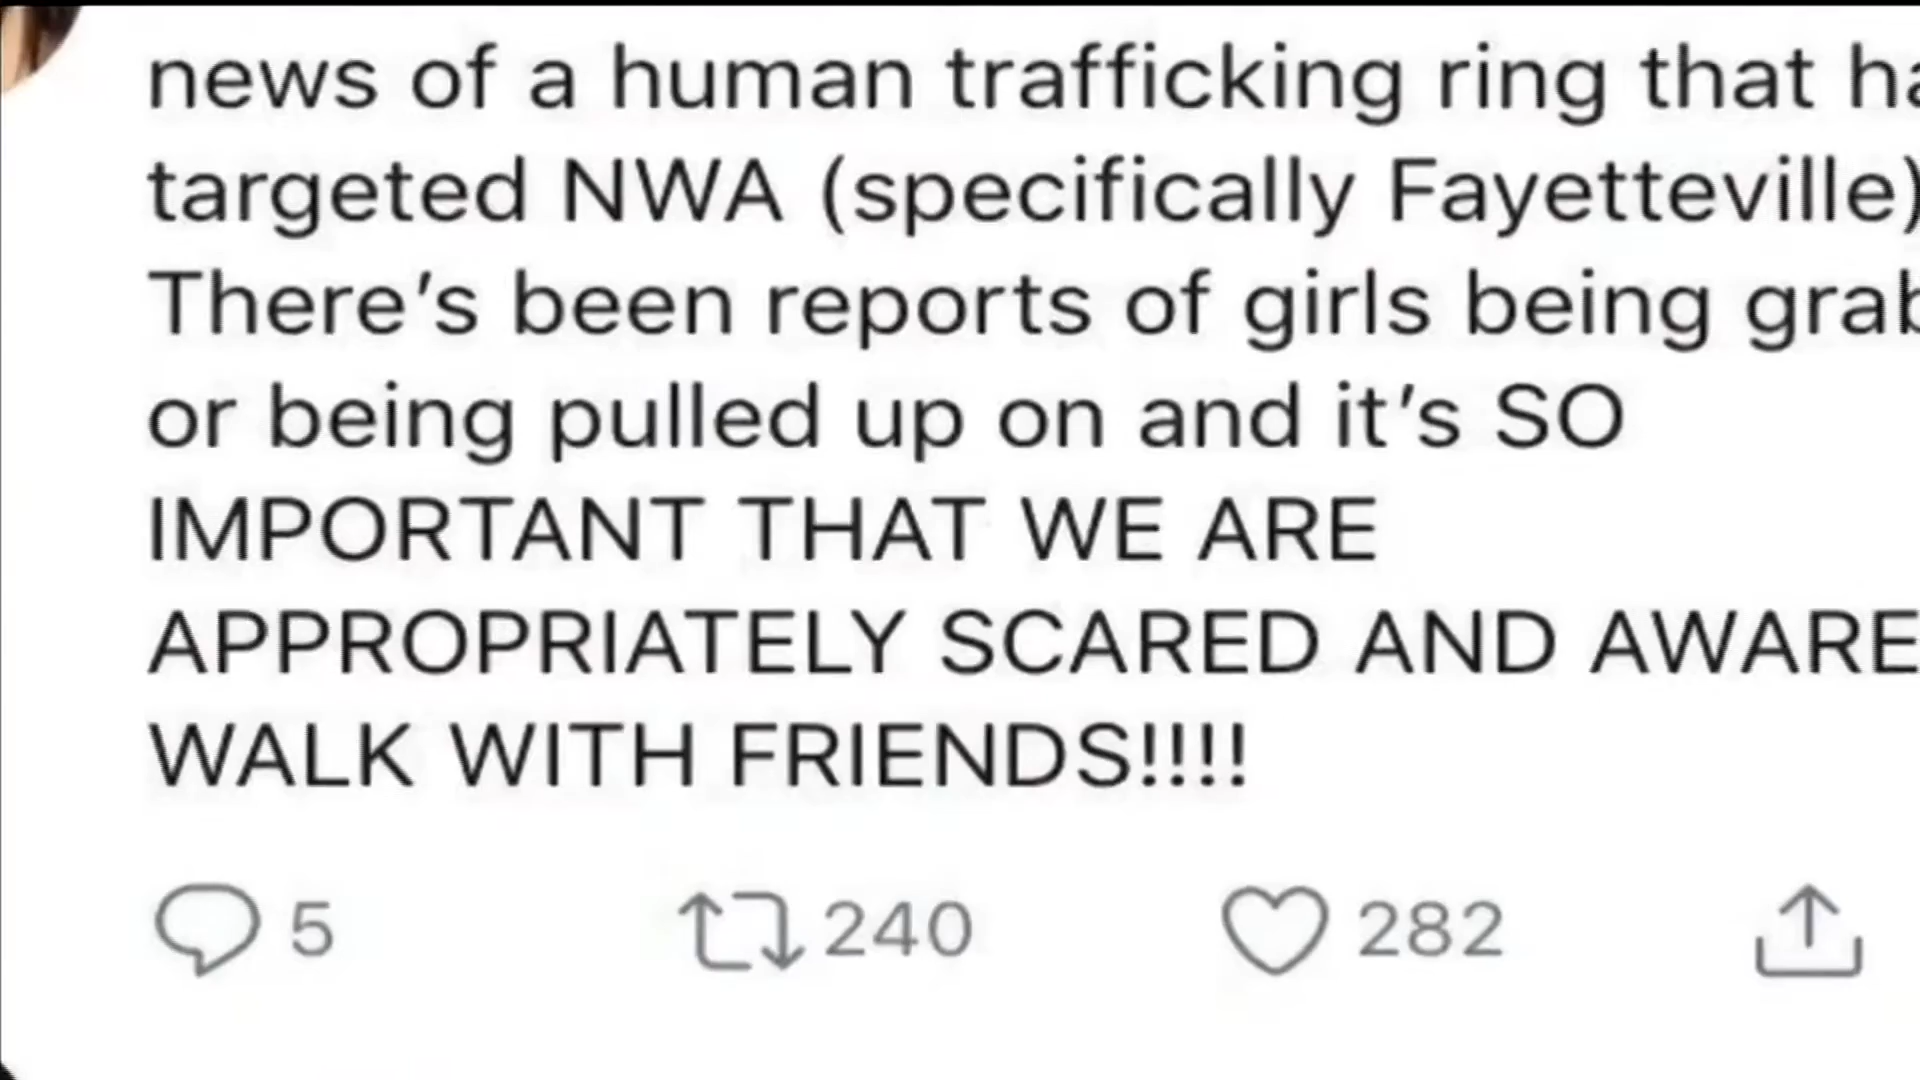 news of a human trafficking ring that
targeted NWA (specifically Fayetteville)
There's been reports of girls being
or being pulled up on and it's SO
IMPORTANT THAT WE ARE
APPROPRIATELY SCARED AND AWARE
WALK WITH FRIENDS!!!!
5 240 282